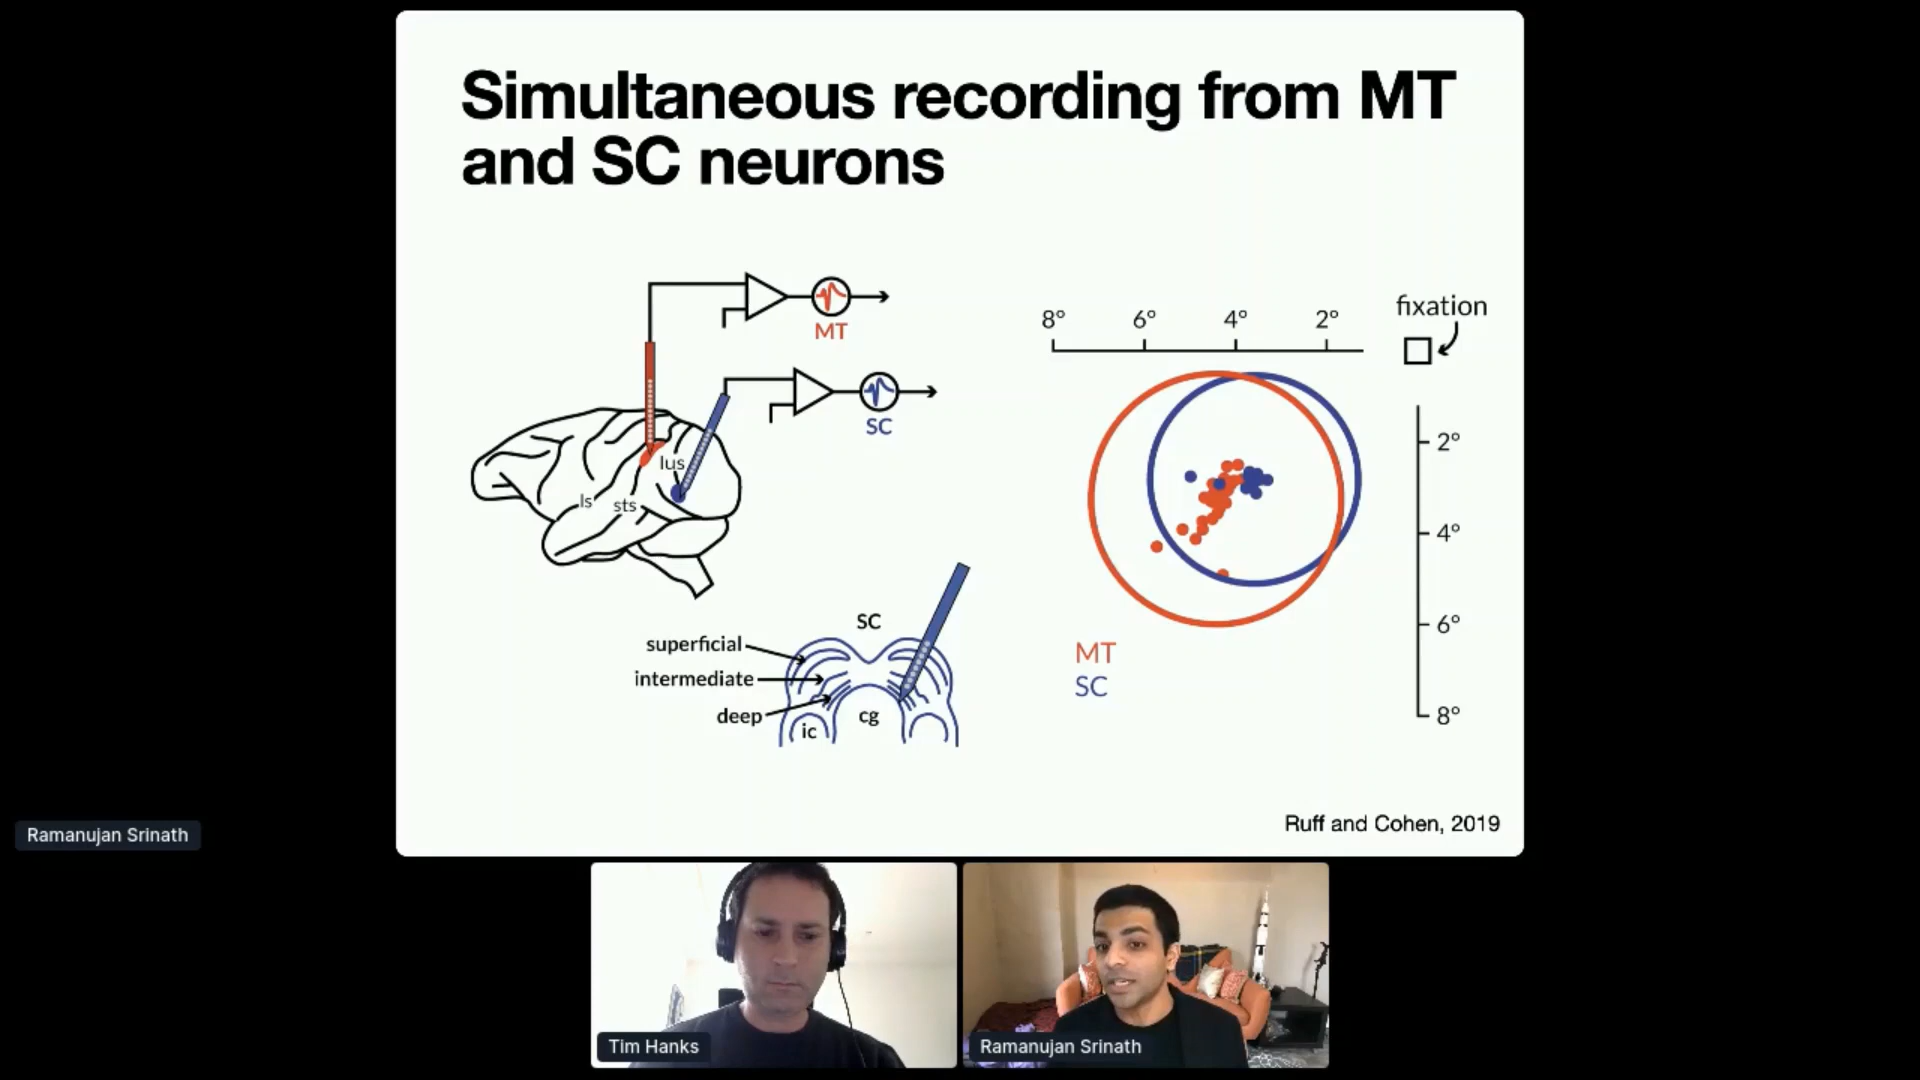 Simultaneous recording from MT
and SC neurons
MT
SC
lus
ls
sts
SC
superficial
intermediate
deep
cg
ic
8° 6° 4° 2°
fixation
2°
4°
6°
8°
MT
SC
Ruff and Cohen, 2019
Ramanujan Srinath
Tim Hanks
Ramanujan Srinath